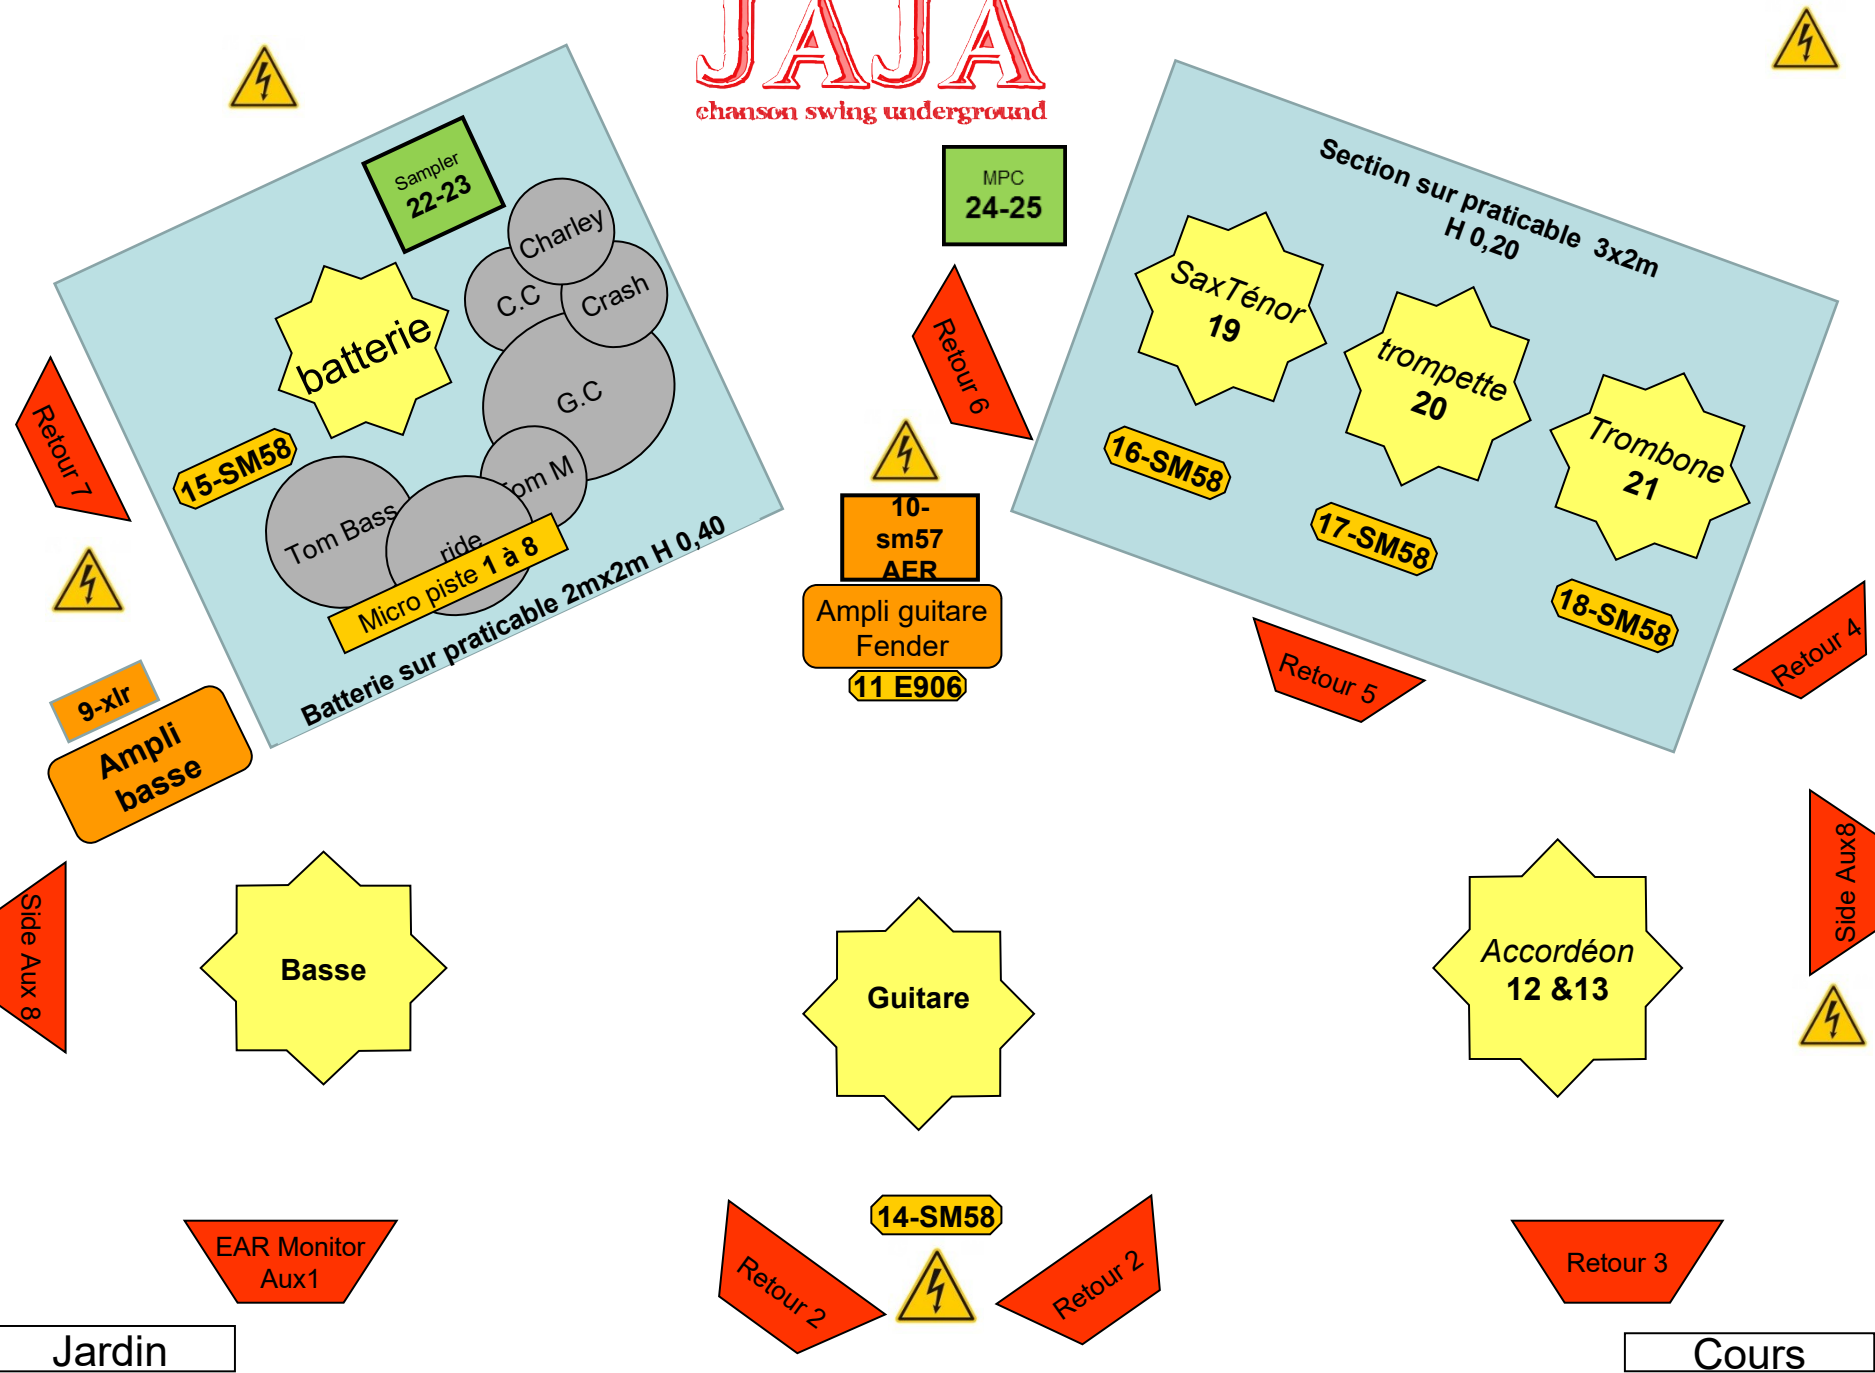 JAJA
chanson swing underground
Sampler
22-23
Charley
C.C
Crash
G.C
batterie
Tom M
15-SM58
Tom Bass
ride
Micro piste 1 à 8
Batterie sur praticable 2mx2m H 0,40
Retour 7
MPC
24-25
Retour 6
Section sur praticable 3x2m
H 0,20
SaxTénor
19
trompette
20
Trombone
21
16-SM58
17-SM58
18-SM58
10-
sm57
AER
Ampli guitare
Fender
11 E906
Retour 5
Retour 4
9-xlr
Ampli
basse
Side Aux 8
Basse
Guitare
Accordéon
12 &13
Side Aux8
EAR Monitor
Aux1
14-SM58
Retour 2
Retour 2
Retour 3
Jardin
Cours